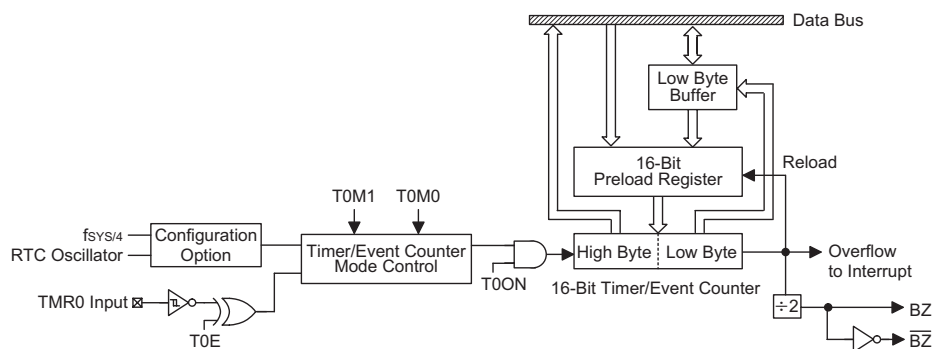 Data Bus
Low Byte
Buffer
16-Bit
Preload Register
Reload
T0M1
T0M0
fSYS/4
RTC Oscillator
Configuration
Option
Timer/Event Counter
Mode Control
T0ON
High Byte
Low Byte
16-Bit Timer/Event Counter
Overflow
to Interrupt
TMR0 Input
T0E
÷2
BZ
B̅Z̅